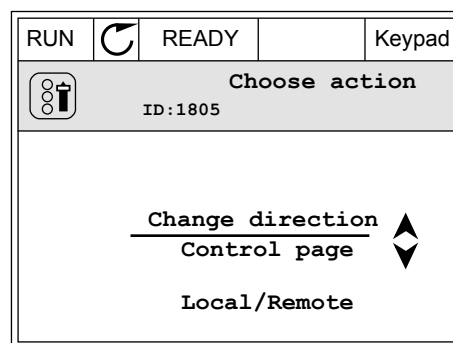 RUN READY Keypad
Choose action
ID:1805
Change direction
Control page
Local/Remote